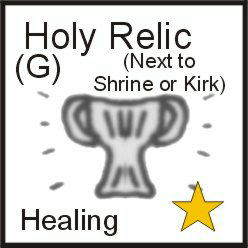 Holy Relic
(G) (Next to
Shrine or Kirk)
Healing